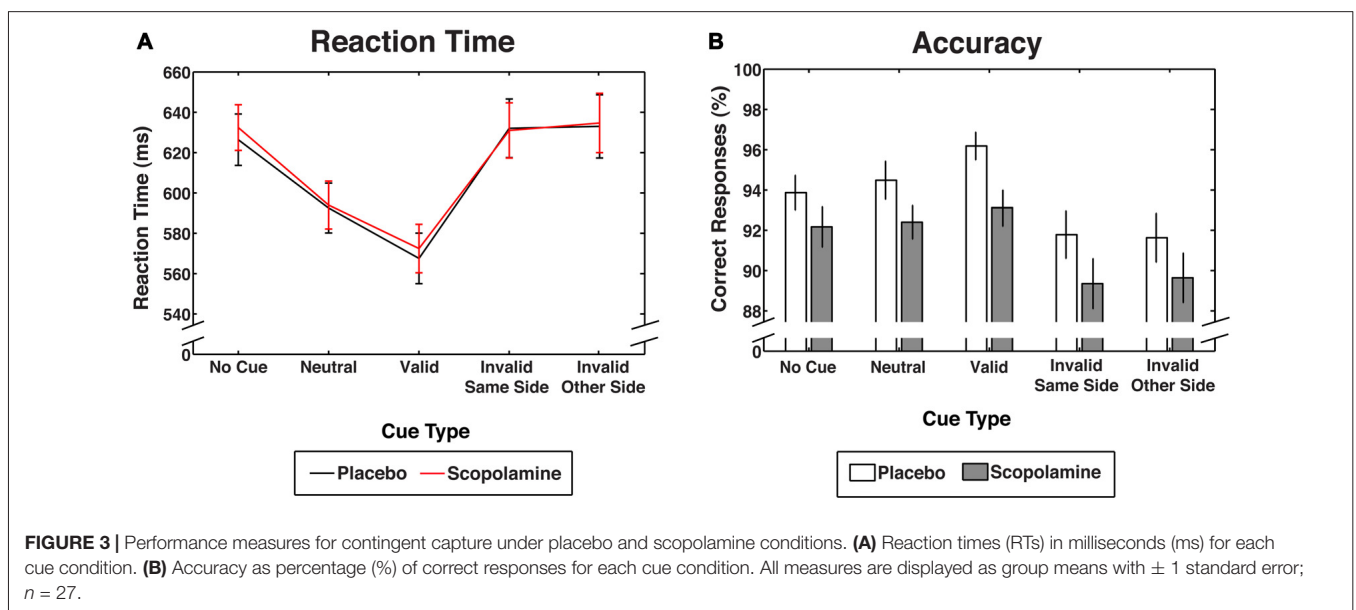 A
Reaction Time
660
640
620
600
580
560
540
0
Reaction Time (ms)
No Cue
Neutral
Valid
Invalid
Same Side
Invalid
Other Side
Cue Type
Placebo
Scopolamine
B
Accuracy
100
98
96
94
92
90
88
0
Correct Responses (%)
No Cue
Neutral
Valid
Invalid
Same Side
Invalid
Other Side
Cue Type
Placebo
Scopolamine
FIGURE 3 | Performance measures for contingent capture under placebo and scopolamine conditions. (A) Reaction times (RTs) in milliseconds (ms) for each
cue condition. (B) Accuracy as percentage (%) of correct responses for each cue condition. All measures are displayed as group means with ± 1 standard error;
n = 27.